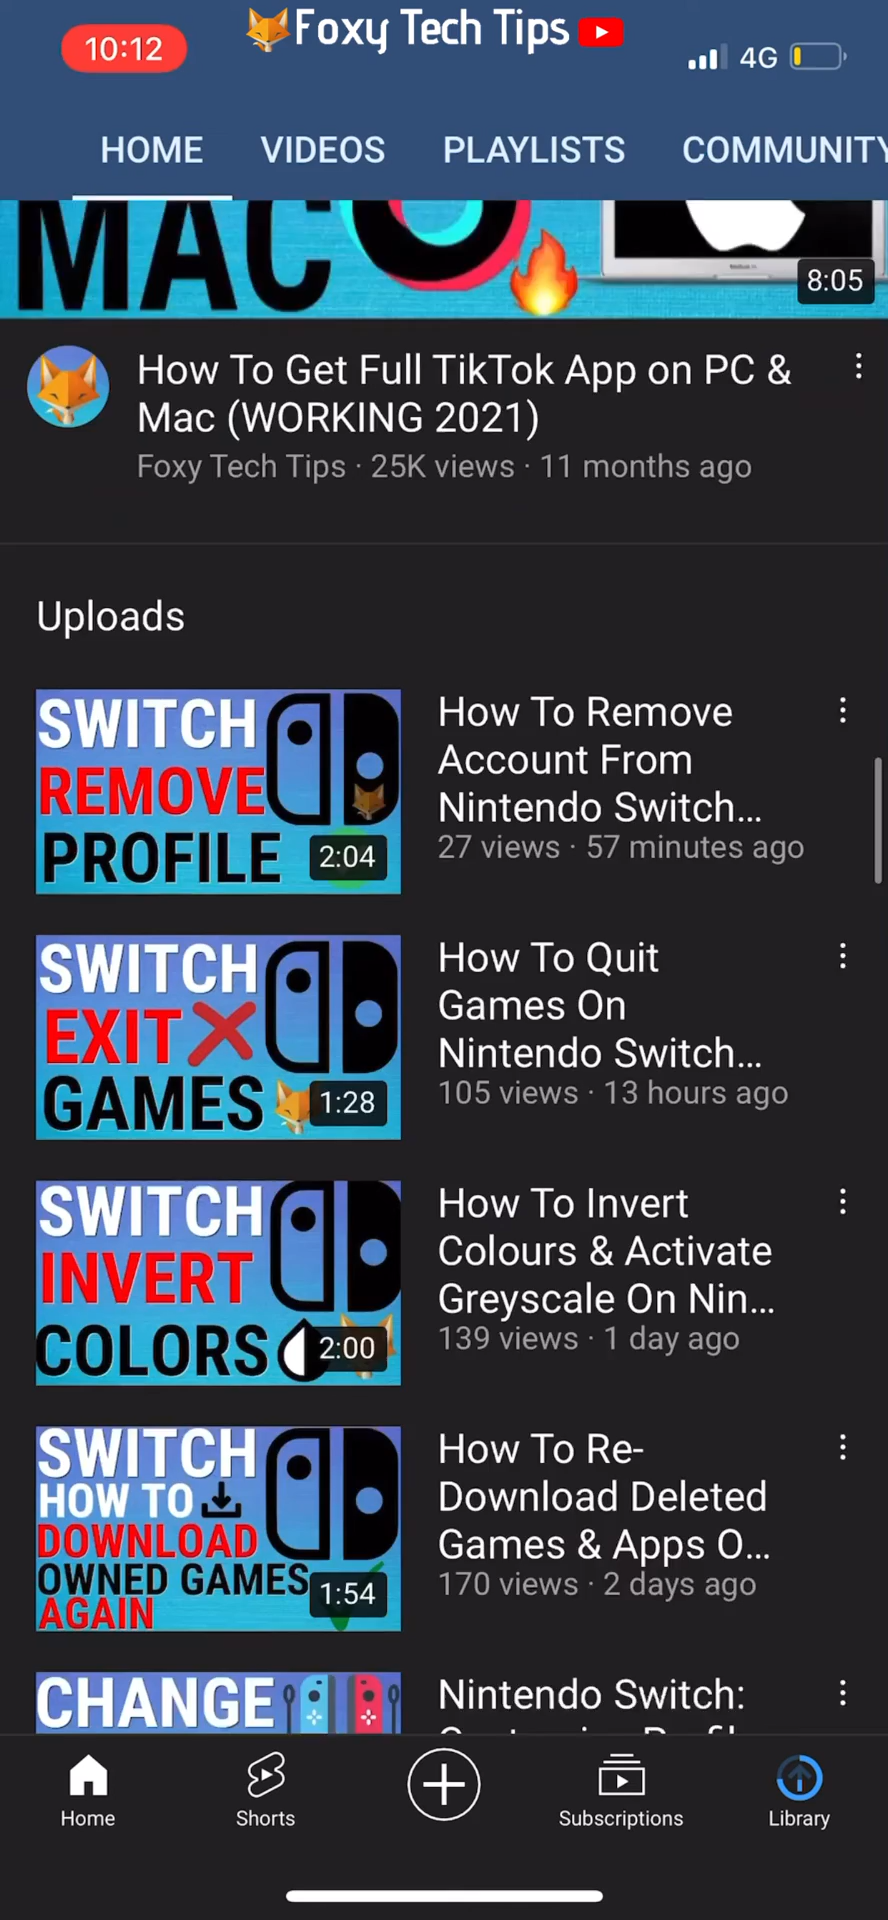 Foxy Tech Tips
10:12
4G
HOME VIDEOS PLAYLISTS COMMUNITY
MAC
8:05
How To Get Full TikTok App on PC &
Mac (WORKING 2021)
Foxy Tech Tips · 25K views · 11 months ago
Uploads
SWITCH
REMOVE
PROFILE
2:04
How To Remove
Account From
Nintendo Switch...
27 views · 57 minutes ago
SWITCH
EXIT
GAMES
1:28
How To Quit
Games On
Nintendo Switch...
105 views · 13 hours ago
SWITCH
INVERT
COLORS
2:00
How To Invert
Colours & Activate
Greyscale On Nin...
139 views · 1 day ago
SWITCH
HOW TO
DOWNLOAD
OWNED GAMES
AGAIN
1:54
How To Re-
Download Deleted
Games & Apps O...
170 views · 2 days ago
CHANGE
Nintendo Switch:
Home
Shorts
Subscriptions
Library